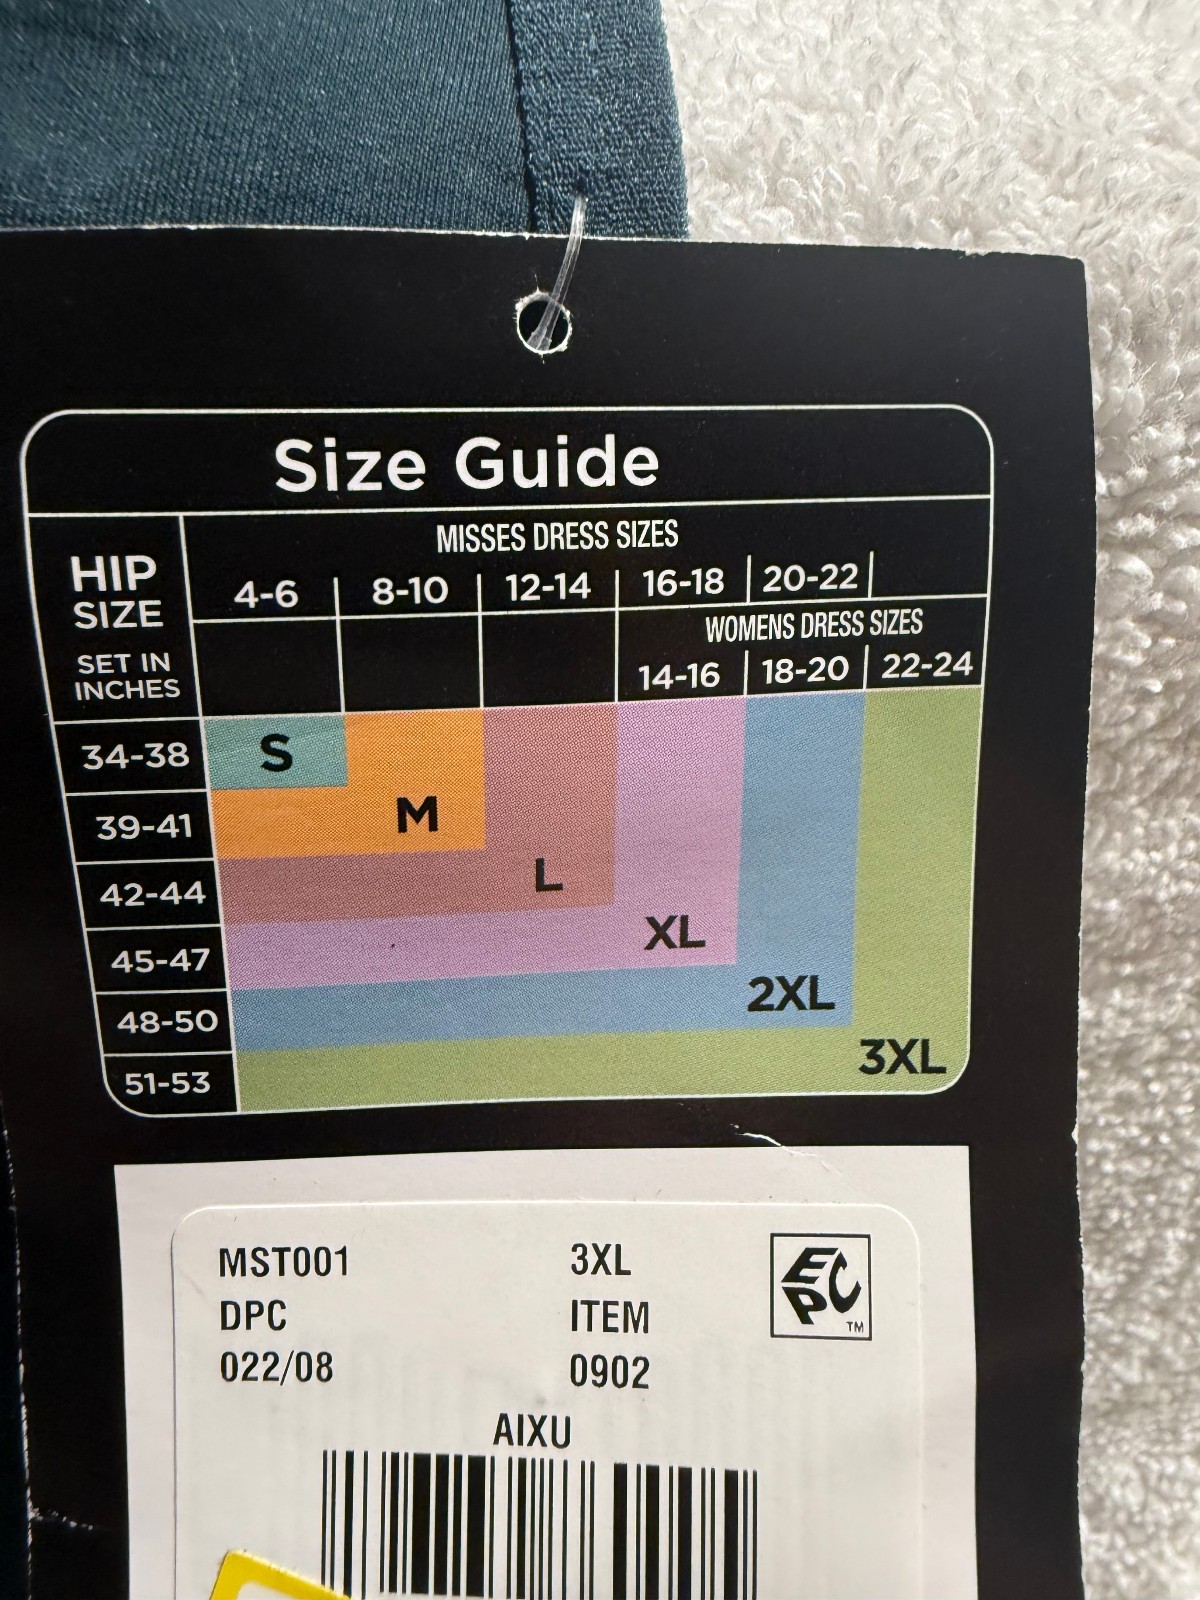 Size Guide
MISSES DRESS SIZES
HIP
SIZE
SET IN
INCHES
4-6 8-10 12-14 16-18 20-22
WOMENS DRESS SIZES
14-16 18-20 22-24
34-38 S
39-41 M
42-44 L
45-47 XL
48-50 2XL
51-53 3XL
MST001 3XL
DPC ITEM
022/08 0902
EPC
TM
AIXU